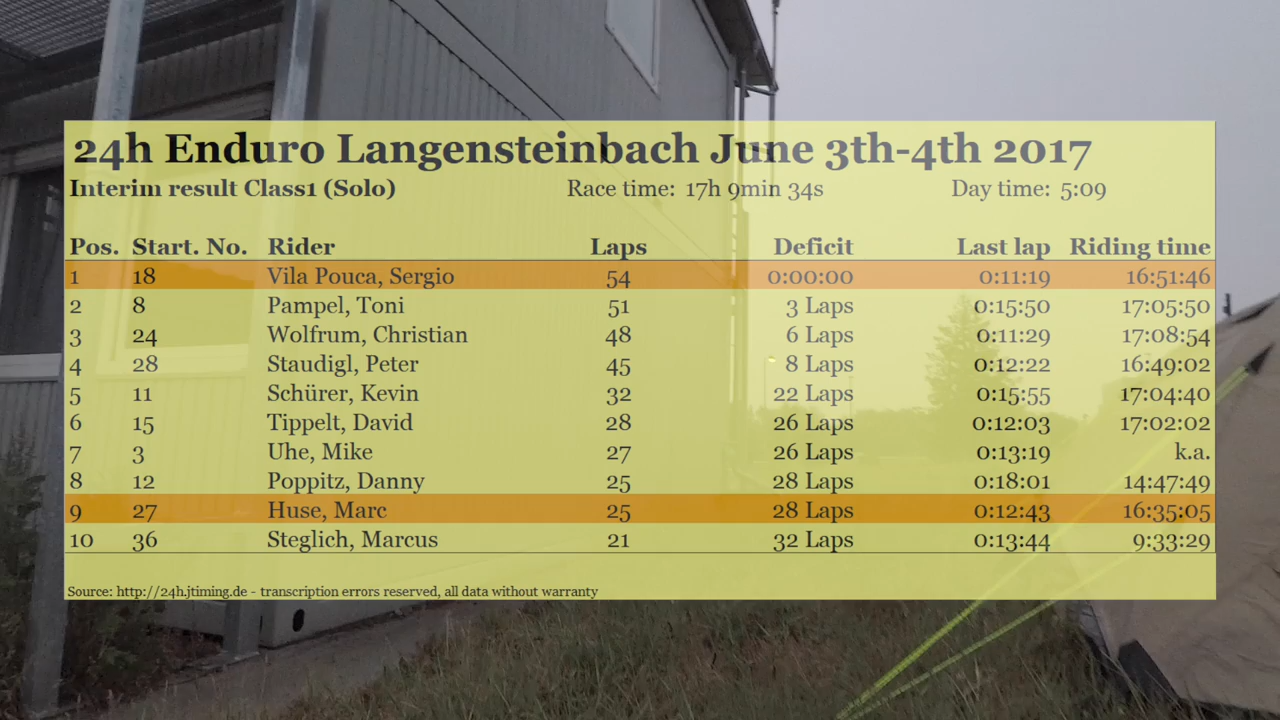 24h Enduro Langensteinbach June 3th-4th 2017
Interim result Class1 (Solo) Race time: 17h 9min 34s Day time: 5:09
Pos. Start. No. Rider Laps Deficit Last lap Riding time
1 18 Vila Pouca, Sergio 54 0:00:00 0:11:19 16:51:46
2 8 Pampel, Toni 51 3 Laps 0:15:50 17:05:50
3 24 Wolfrum, Christian 48 6 Laps 0:11:29 17:08:54
4 28 Staudigl, Peter 45 8 Laps 0:12:22 16:49:02
5 11 Schürer, Kevin 32 22 Laps 0:15:55 17:04:40
6 15 Tippelt, David 28 26 Laps 0:12:03 17:02:02
7 3 Uhe, Mike 27 26 Laps 0:13:19 k.a.
8 12 Poppitz, Danny 25 28 Laps 0:18:01 14:47:49
9 27 Huse, Marc 25 28 Laps 0:12:43 16:35:05
10 36 Steglich, Marcus 21 32 Laps 0:13:44 9:33:29
Source: http://24h.jtiming.de - transcription errors reserved, all data without warranty